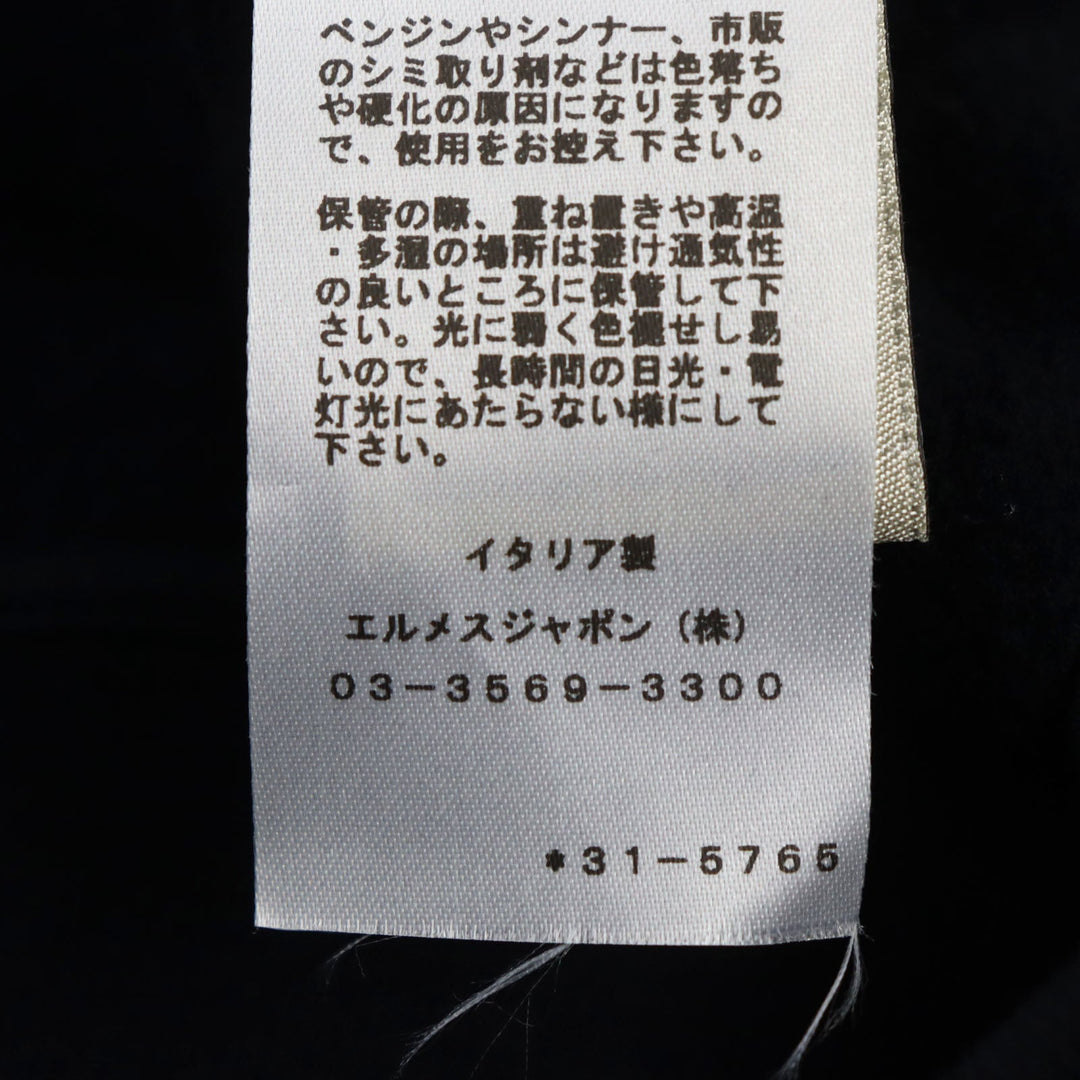 ベンジンやシンナー、市販
のシミ取り剤などは色落ち
や硬化の原因になりますの
で、使用をお控え下さい。
保管の際、重ね置きや高温
・多湿の場所は避け通気性
の良いところに保管して下
さい。光に弱く色褪せし易
いので、長時間の日光・電
灯光にあたらない様にして
下さい。
イタリア製
エルメスジャポン(株)
03-3569-3300
*31-5765